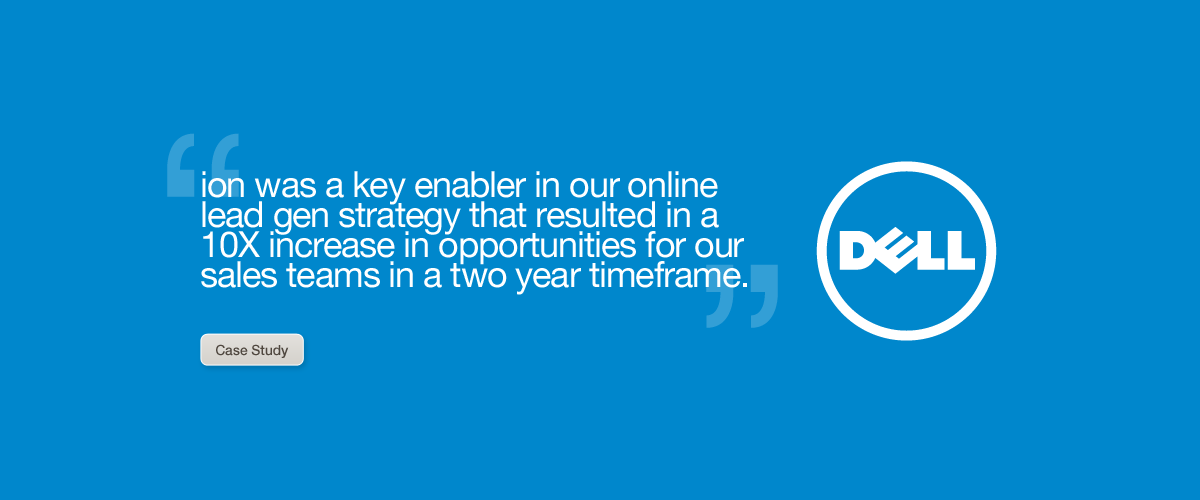 “
ion was a key enabler in our online
lead gen strategy that resulted in a
10X increase in opportunities for our
sales teams in a two year timeframe.
”
Case Study
DELL